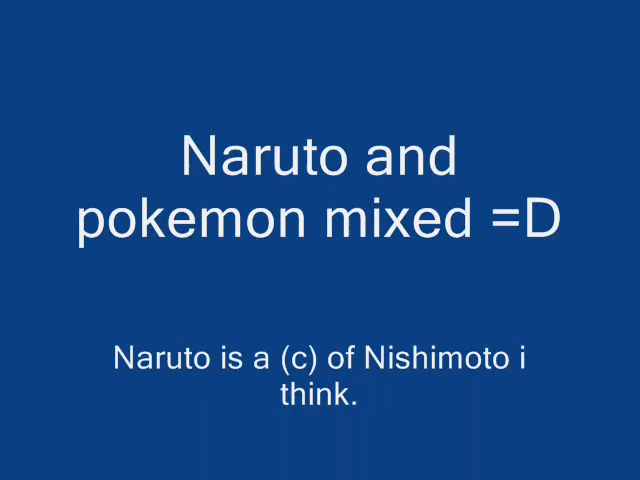 Naruto and
pokemon mixed =D
Naruto is a (c) of Nishimoto i
think.